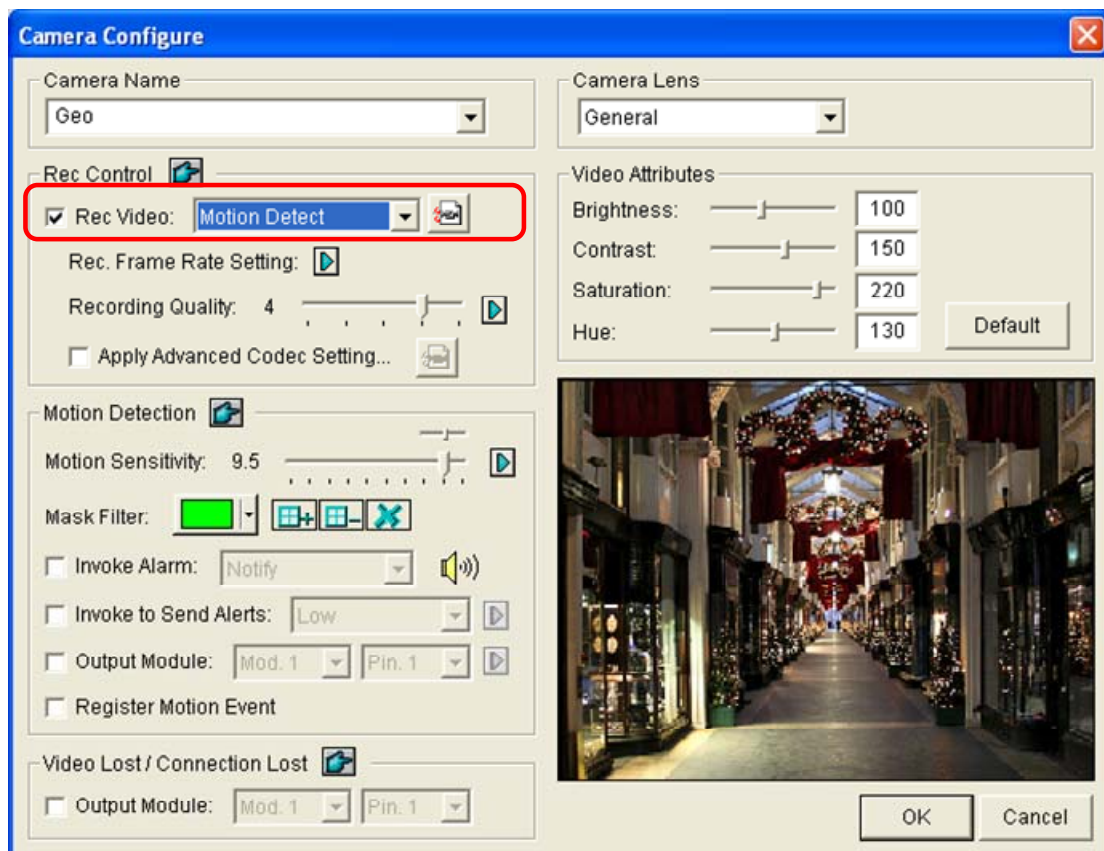 Camera Configure
Camera Name
Geo
Rec Control
Rec Video: Motion Detect
Rec. Frame Rate Setting:
Recording Quality: 4
Apply Advanced Codec Setting...
Motion Detection
Motion Sensitivity: 9.5
Mask Filter:
Invoke Alarm: Notify
Invoke to Send Alerts: Low
Output Module: Mod. 1 Pin. 1
Register Motion Event
Video Lost / Connection Lost
Output Module: Mod. 1 Pin. 1
Camera Lens
General
Video Attributes
Brightness: 100
Contrast: 150
Saturation: 220
Hue: 130
Default
OK
Cancel